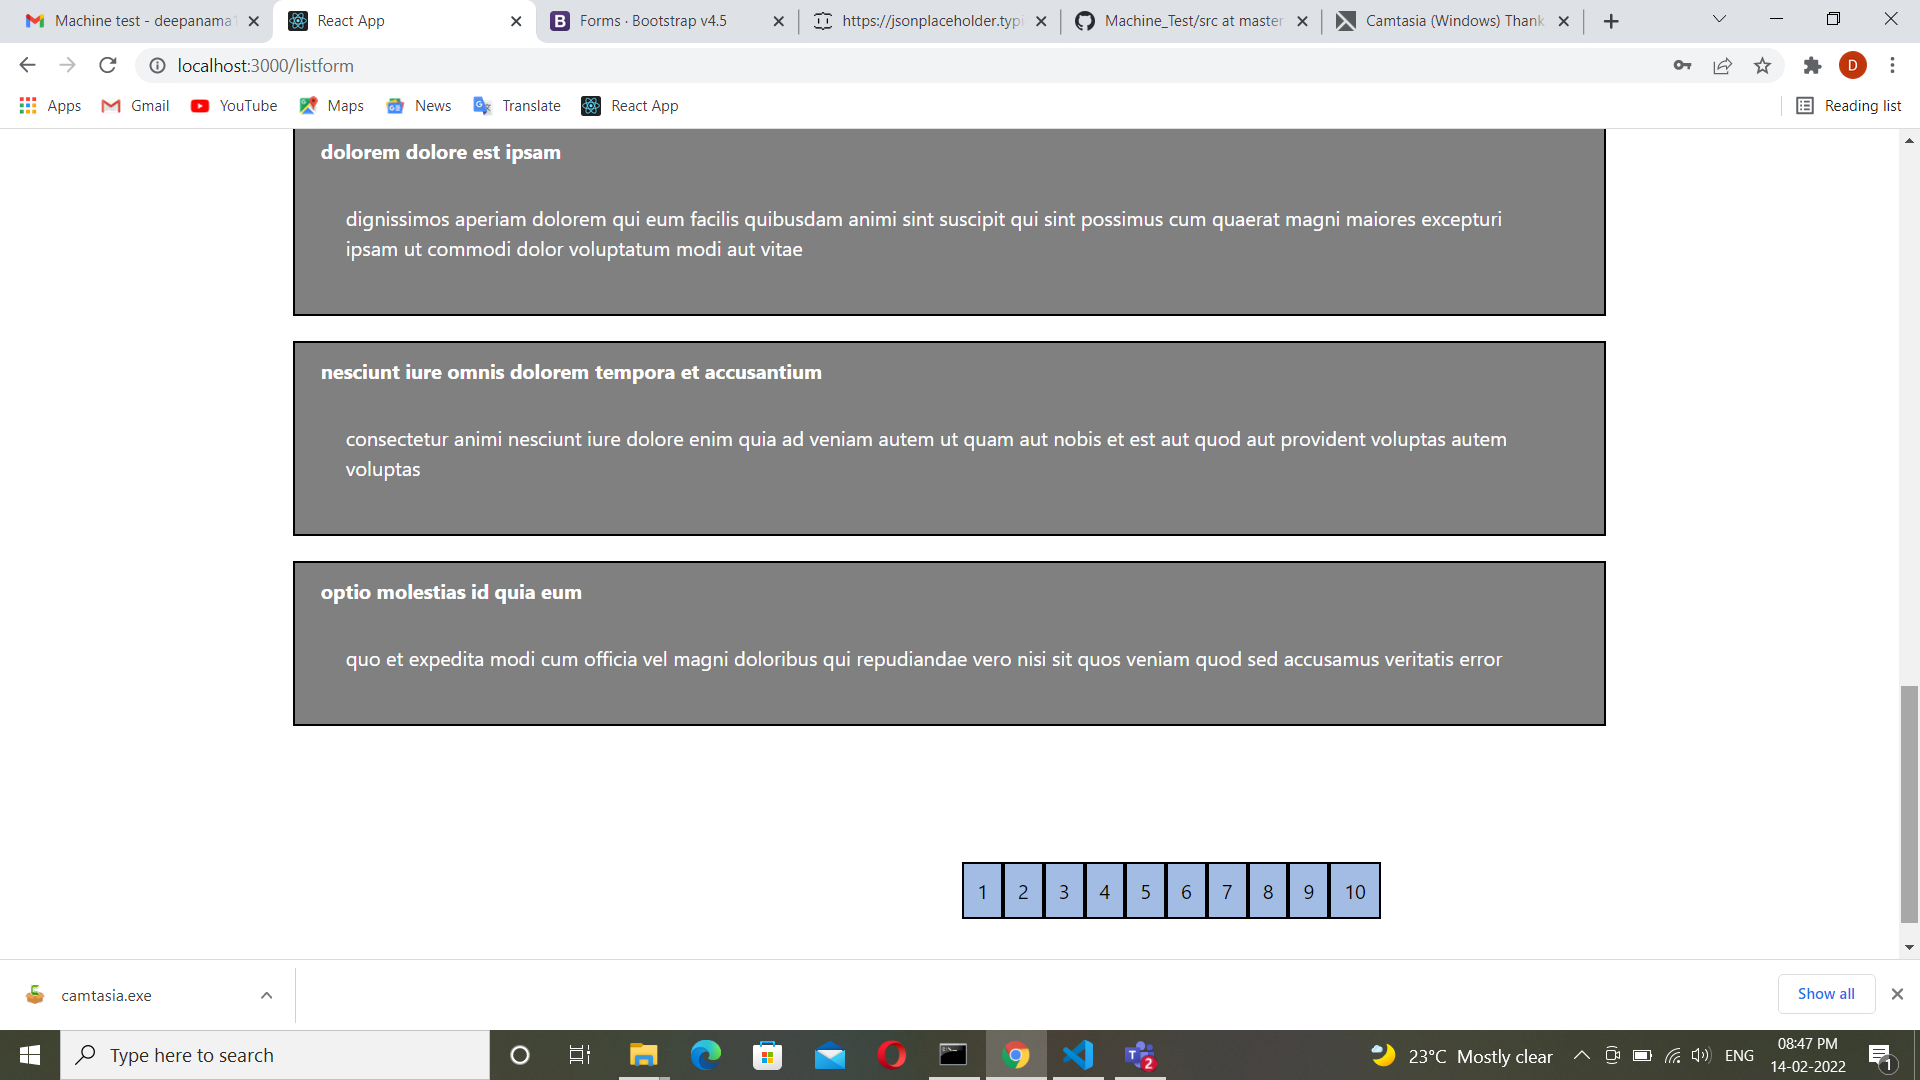 Machine test - deepanama
React App
Forms · Bootstrap v4.5
https://jsonplaceholder.typi
Machine_Test/src at master
Camtasia (Windows) Thank
localhost:3000/listform
D
Apps
Gmail
YouTube
Maps
News
Translate
React App
Reading list
dolorem dolore est ipsam
dignissimos aperiam dolorem qui eum facilis quibusdam animi sint suscipit qui sint possimus cum quaerat magni maiores excepturi
ipsam ut commodi dolor voluptatum modi aut vitae
nesciunt iure omnis dolorem tempora et accusantium
consectetur animi nesciunt iure dolore enim quia ad veniam autem ut quam aut nobis et est aut quod aut provident voluptas autem
voluptas
optio molestias id quia eum
quo et expedita modi cum officia vel magni doloribus qui repudiandae vero nisi sit quos veniam quod sed accusamus veritatis error
1 2 3 4 5 6 7 8 9 10
camtasia.exe
Show all
Type here to search
2
23°C Mostly clear
ENG
08:47 PM
14-02-2022
1